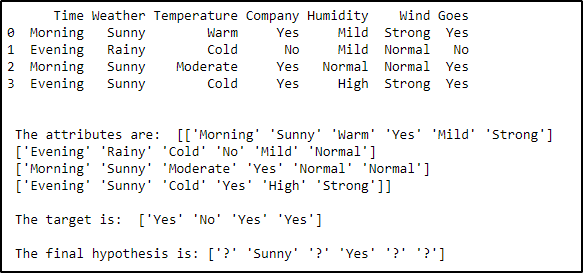 Time Weather Temperature Company Humidity Wind Goes
0 Morning Sunny Warm Yes Mild Strong Yes
1 Evening Rainy Cold No Mild Normal No
2 Morning Sunny Moderate Yes Normal Normal Yes
3 Evening Sunny Cold Yes High Strong Yes
The attributes are:  [['Morning' 'Sunny' 'Warm' 'Yes' 'Mild' 'Strong']
['Evening' 'Rainy' 'Cold' 'No' 'Mild' 'Normal']
['Morning' 'Sunny' 'Moderate' 'Yes' 'Normal' 'Normal']
['Evening' 'Sunny' 'Cold' 'Yes' 'High' 'Strong']]
The target is:  ['Yes' 'No' 'Yes' 'Yes']
The final hypothesis is: ['?' 'Sunny' '?' 'Yes' '?' '?']